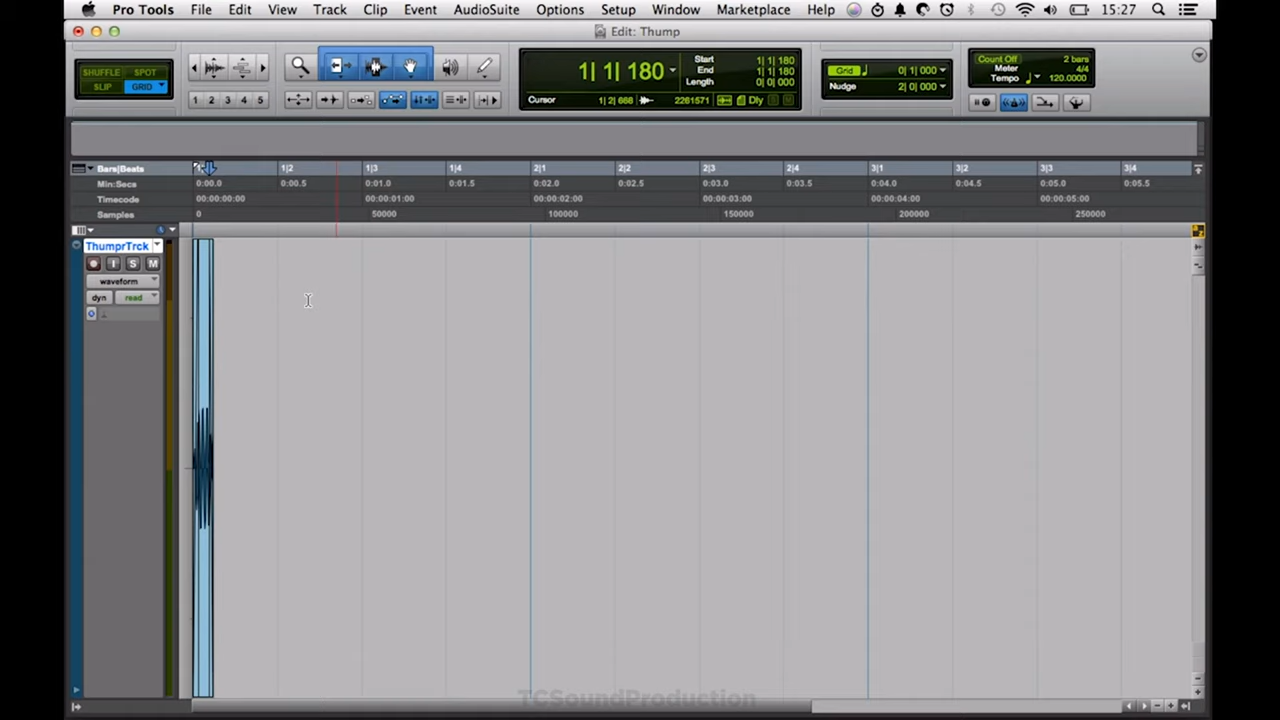 Pro Tools File Edit View Track Clip Event AudioSuite Options Setup Window Marketplace Help 15:27
Edit: Thump
SHUFFLE SPOT
SLIP GRID
1 2 3 4 5
1| 1| 180
Start 1| 1| 180
End 1| 1| 180
Length 0| 0| 000
Cursor 1| 2| 668 2261571 Dly S M
Grid 0| 1| 000
Nudge 2| 0| 000
Count Off 2 bars
Meter 4/4
Tempo 120.0000
Bars|Beats 1|2 1|3 1|4 2|1 2|2 2|3 2|4 3|1 3|2 3|3 3|4
Min:Secs 0:00.0 0:00.5 0:01.0 0:01.5 0:02.0 0:02.5 0:03.0 0:03.5 0:04.0 0:04.5 0:05.0 0:05.5
Timecode 00:00:00:00 00:00:01:00 00:00:02:00 00:00:03:00 00:00:04:00 00:00:05:00
Samples 0 50000 100000 150000 200000 250000
ThumprTrck
I S M
waveform
dyn read
TCSoundProduction